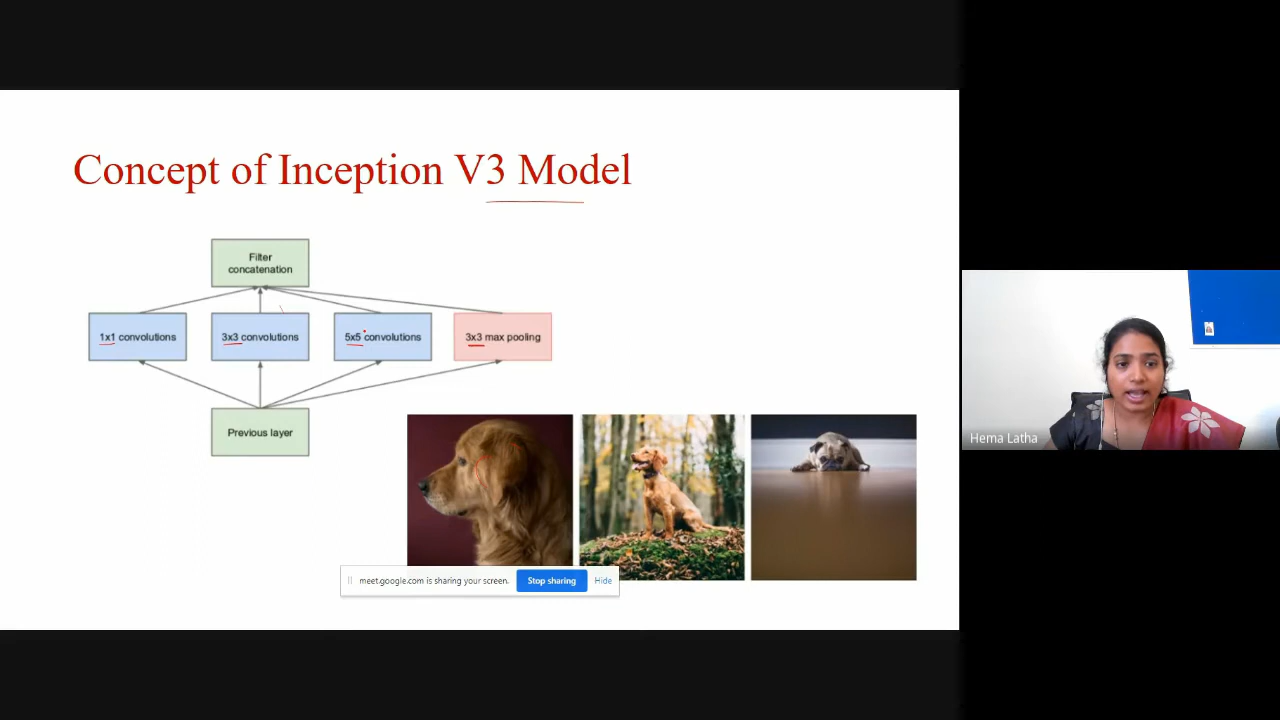 Concept of Inception V3 Model
Filter
concatenation
1x1 convolutions
3x3 convolutions
5x5 convolutions
3x3 max pooling
Previous layer
meet.google.com is sharing your screen.
Stop sharing
Hide
Hema Latha